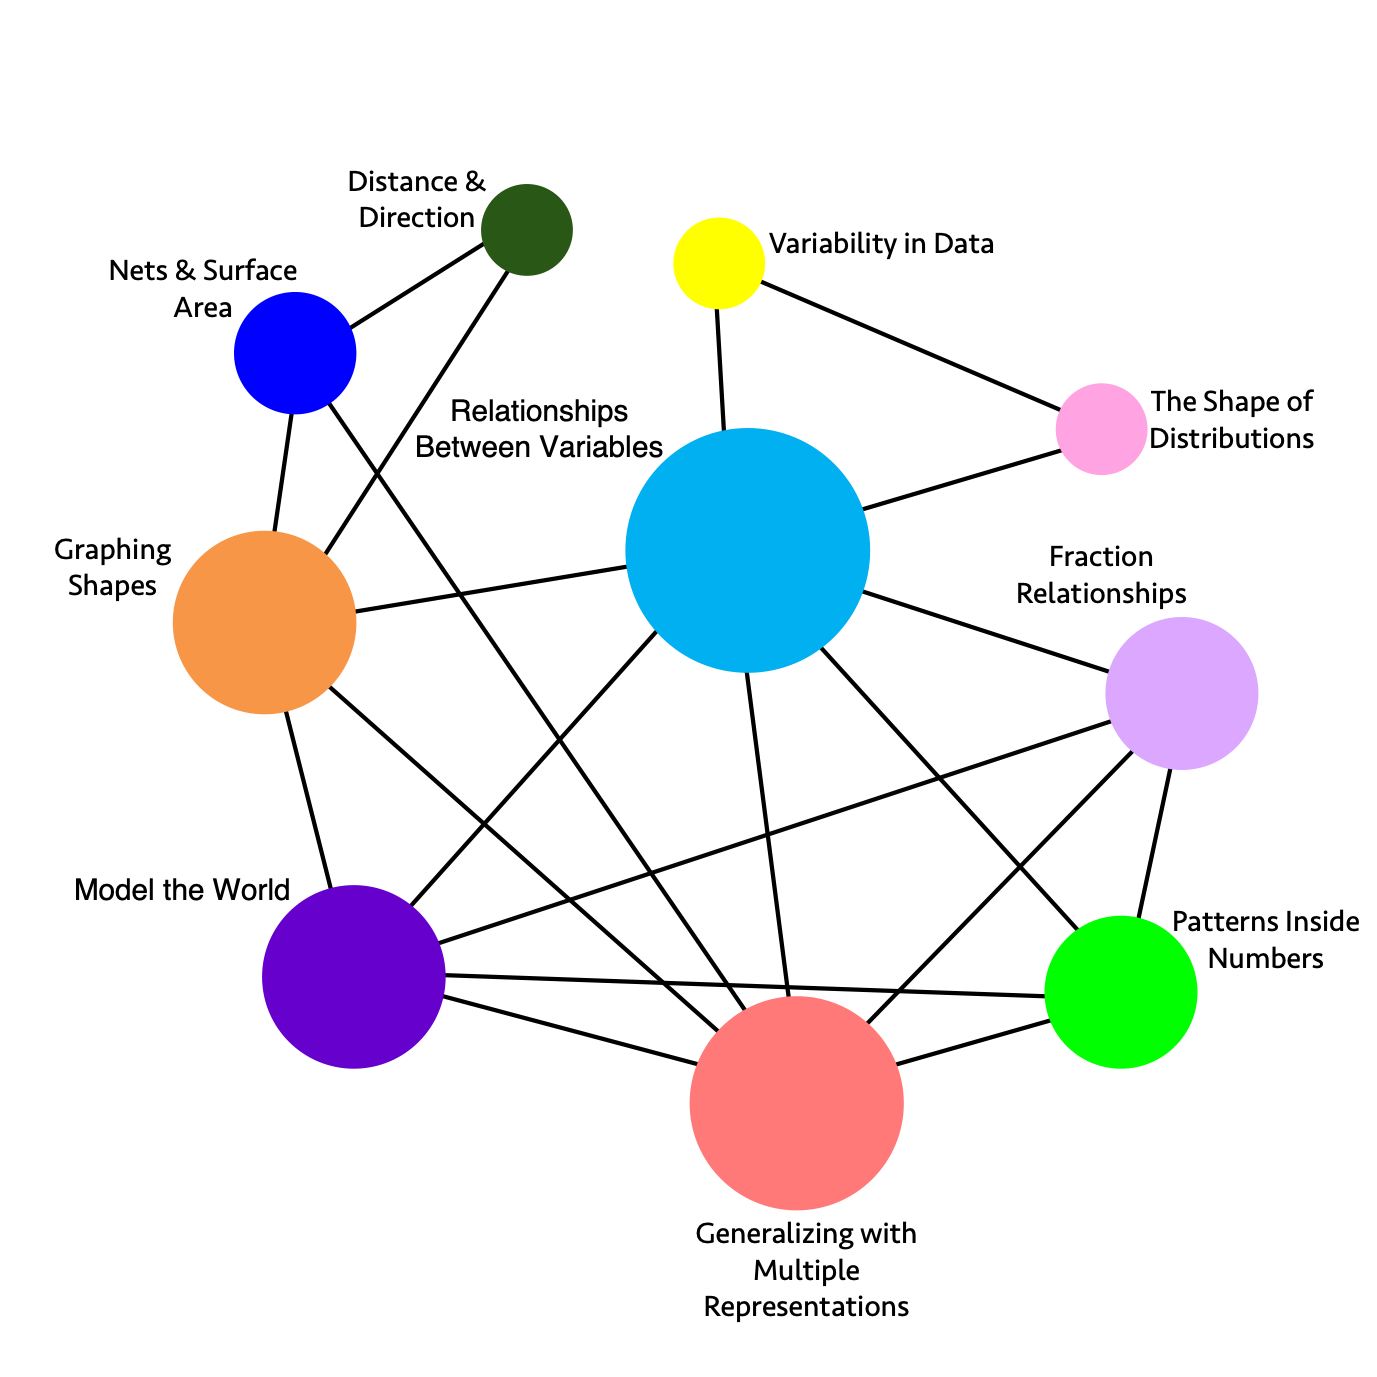 Distance &
Direction
Nets & Surface
Area
Variability in Data
Relationships
Between Variables
The Shape of
Distributions
Graphing
Shapes
Fraction
Relationships
Model the World
Patterns Inside
Numbers
Generalizing with
Multiple
Representations